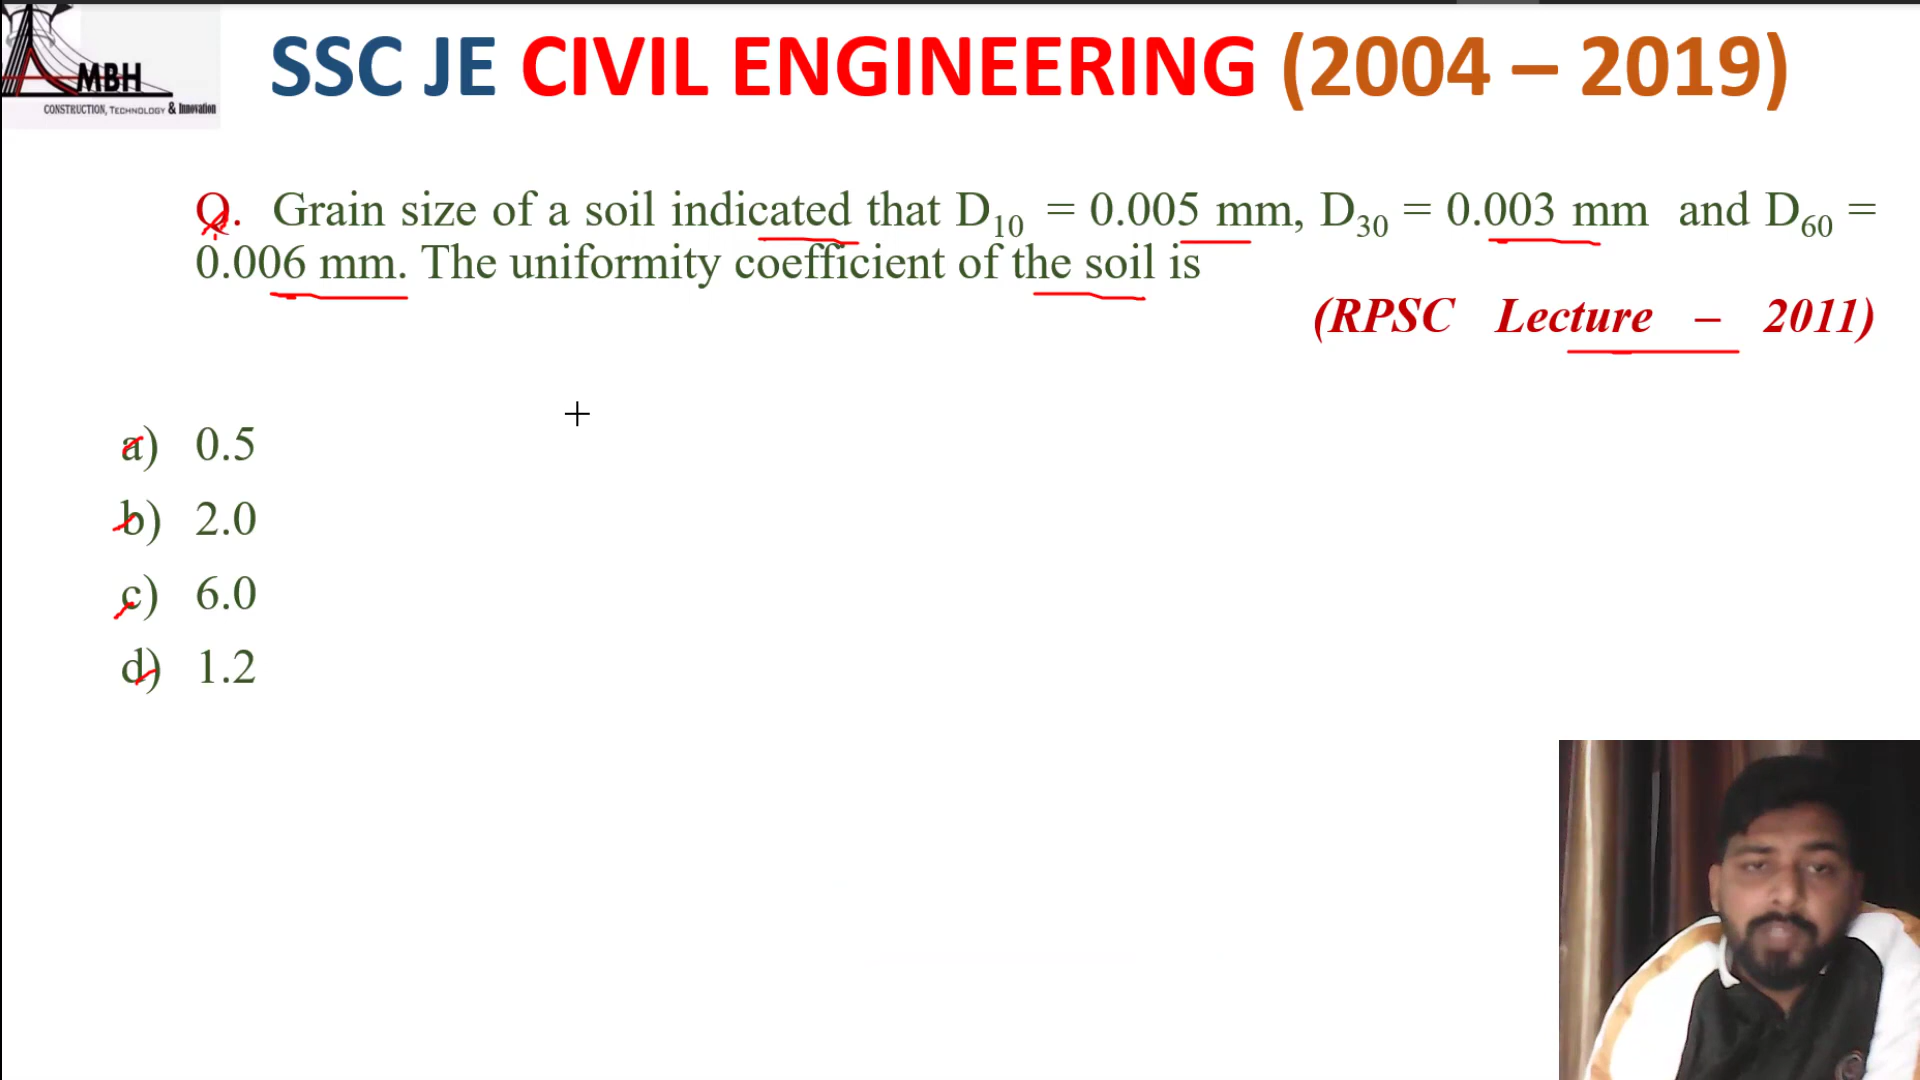 MBH
CONSTRUCTION, TECHNOLOGY & Innovation
SSC JE CIVIL ENGINEERING (2004 – 2019)
Q. Grain size of a soil indicated that D10 = 0.005 mm, D30 = 0.003 mm and D60 =
0.006 mm. The uniformity coefficient of the soil is
(RPSC Lecture – 2011)
a) 0.5
b) 2.0
c) 6.0
d) 1.2